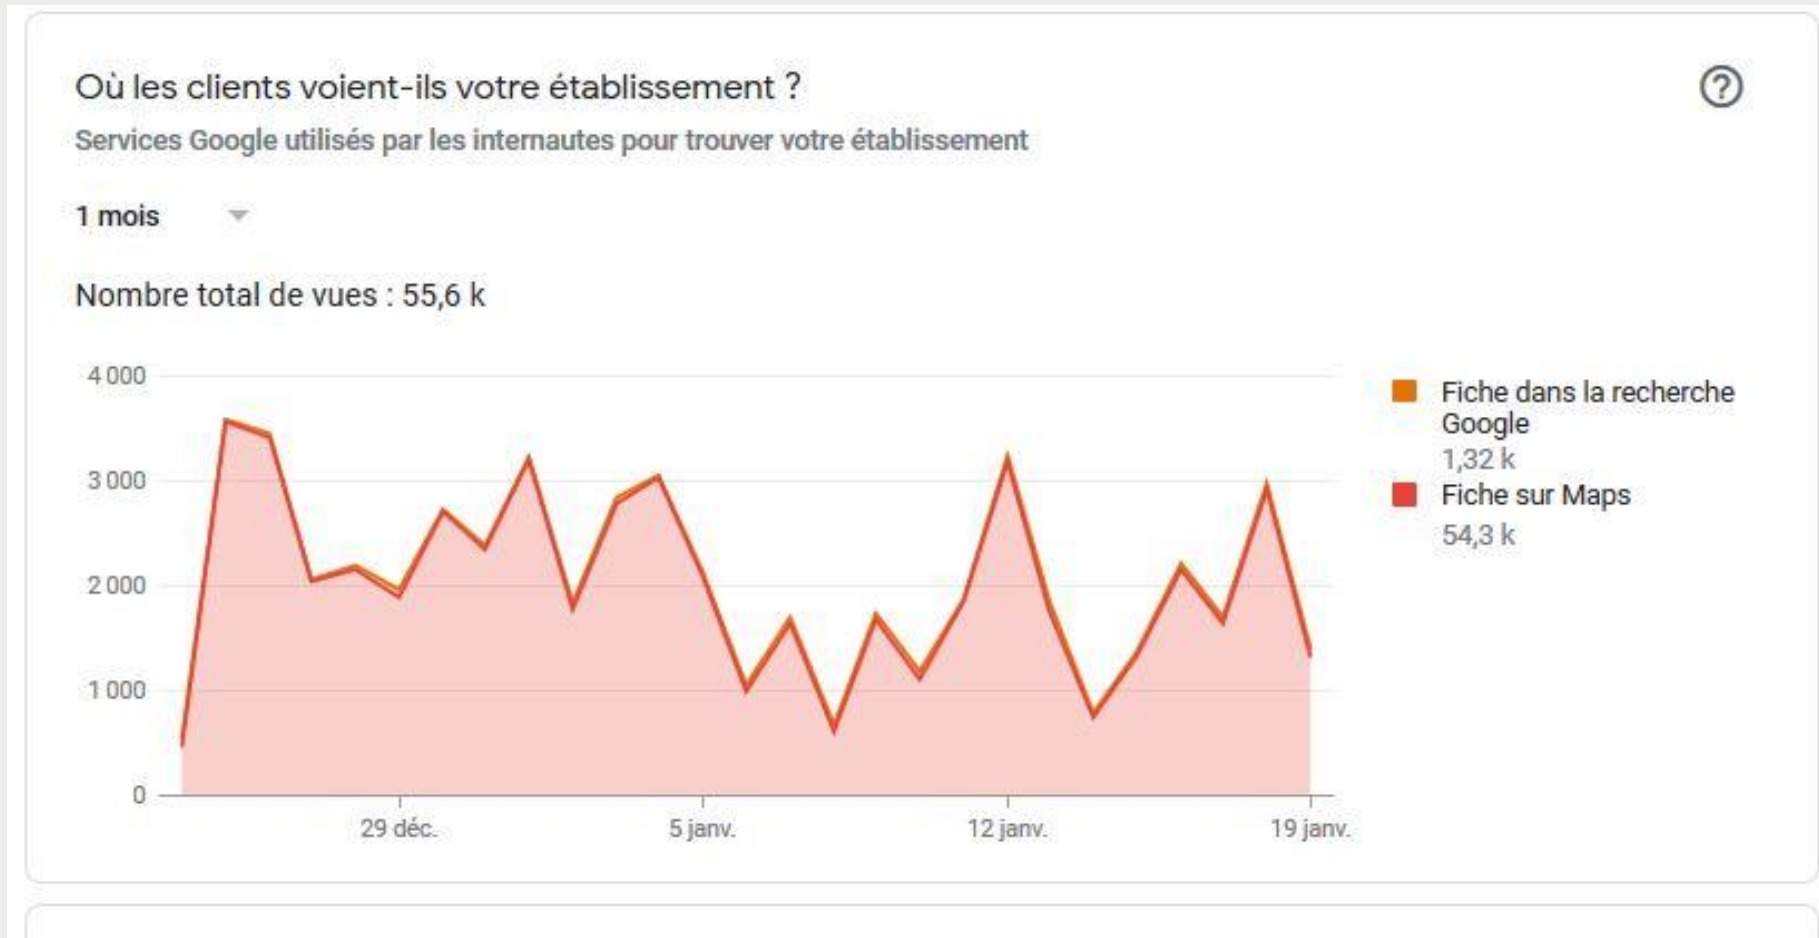 Où les clients voient-ils votre établissement ?
Services Google utilisés par les internautes pour trouver votre établissement
1 mois
Nombre total de vues : 55,6 k
4 000
3 000
2 000
1 000
0
29 déc.
5 janv.
12 janv.
19 janv.
Fiche dans la recherche
Google
1,32 k
Fiche sur Maps
54,3 k